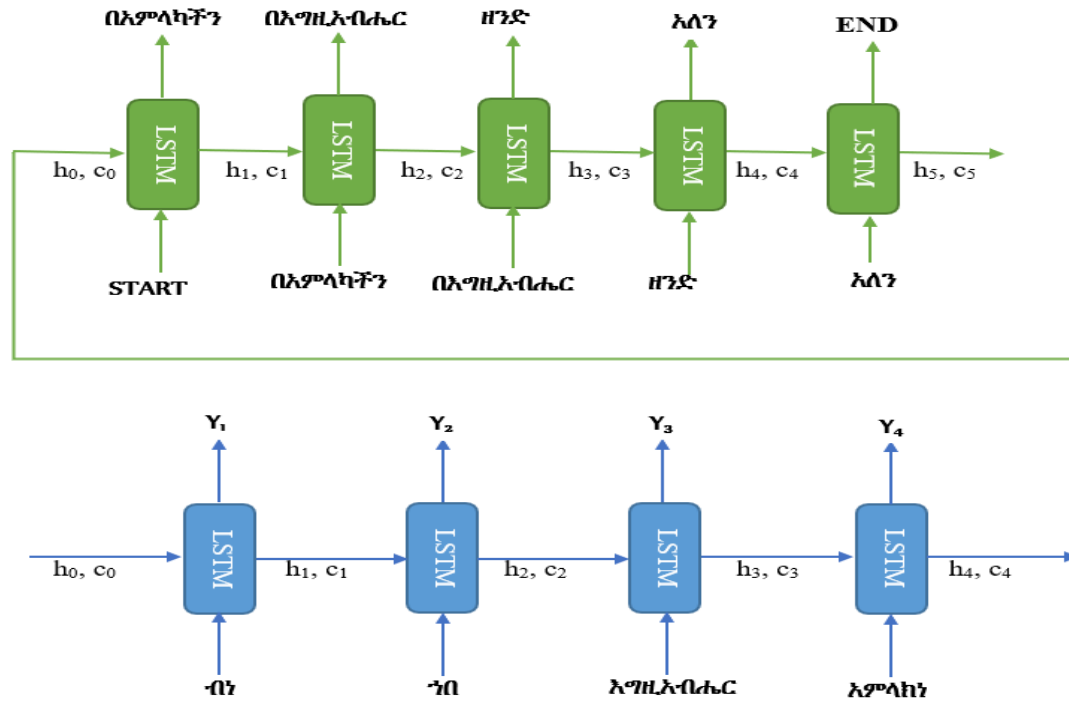 በአምላካችን በእግዚአብሔር ዘንድ አለን END
LSTM LSTM LSTM LSTM LSTM
h₀, c₀ h₁, c₁ h₂, c₂ h₃, c₃ h₄, c₄ h₅, c₅
START በአምላካችን በእግዚአብሔር ዘንድ አለን
Y₁ Y₂ Y₃ Y₄
LSTM LSTM LSTM LSTM
h₀, c₀ h₁, c₁ h₂, c₂ h₃, c₃ h₄, c₄
ብነ ኀበ እግዚአብሔር አምላክነ